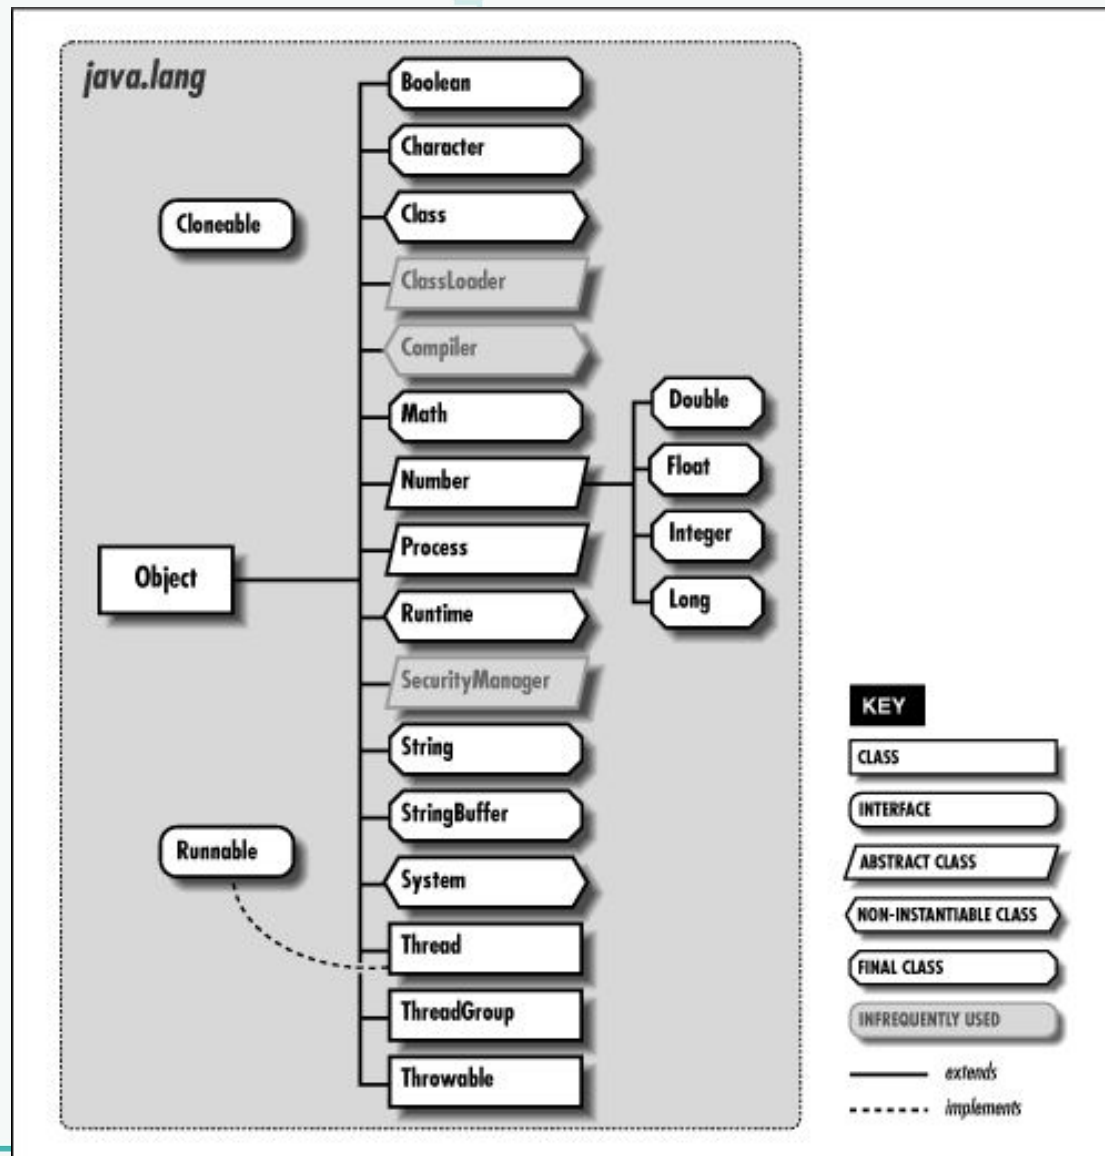 java.lang
Boolean
Character
Class
Cloneable
ClassLoader
Compiler
Math
Number
Process
Object
Runtime
SecurityManager
String
StringBuffer
Runnable
System
Thread
ThreadGroup
Throwable
Double
Float
Integer
Long
KEY
CLASS
INTERFACE
ABSTRACT CLASS
NON-INSTANTIABLE CLASS
FINAL CLASS
INFREQUENTLY USED
extends
implements